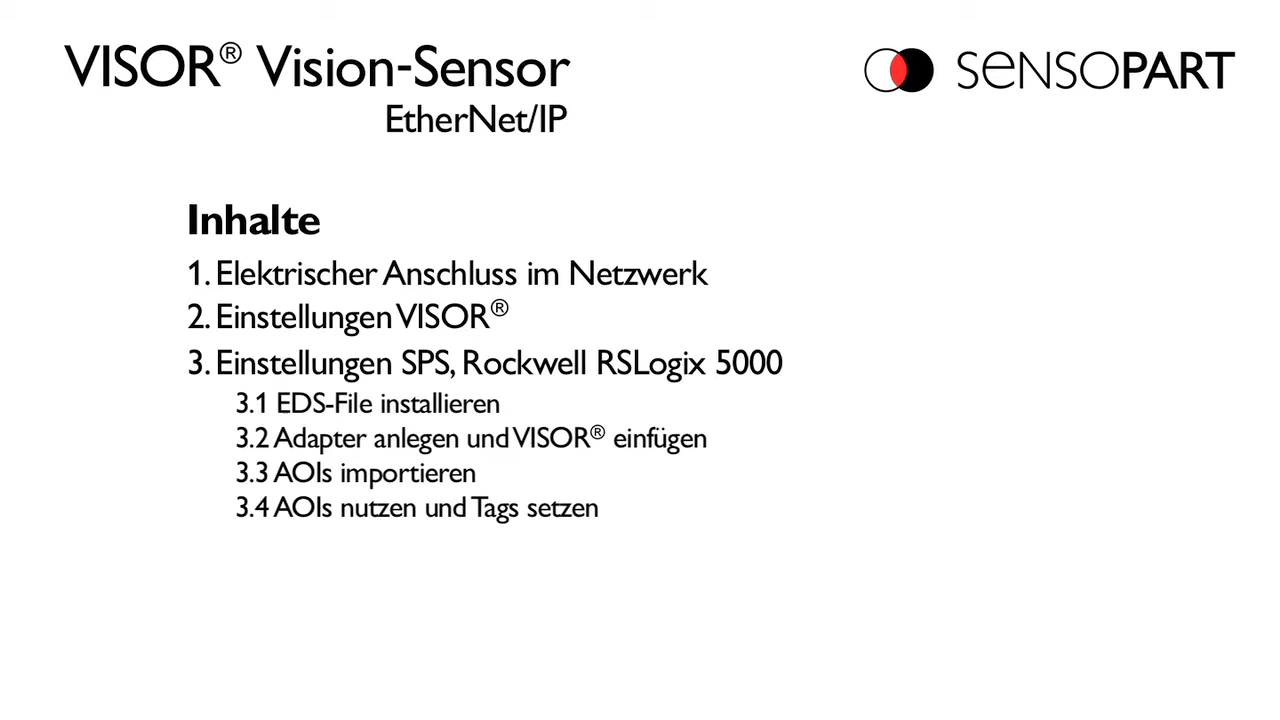 VISOR® Vision-Sensor
EtherNet/IP
SENSOPART
Inhalte
1. Elektrischer Anschluss im Netzwerk
2. Einstellungen VISOR®
3. Einstellungen SPS, Rockwell RSLogix 5000
3.1 EDS-File installieren
3.2 Adapter anlegen und VISOR® einfügen
3.3 AOIs importieren
3.4 AOIs nutzen und Tags setzen